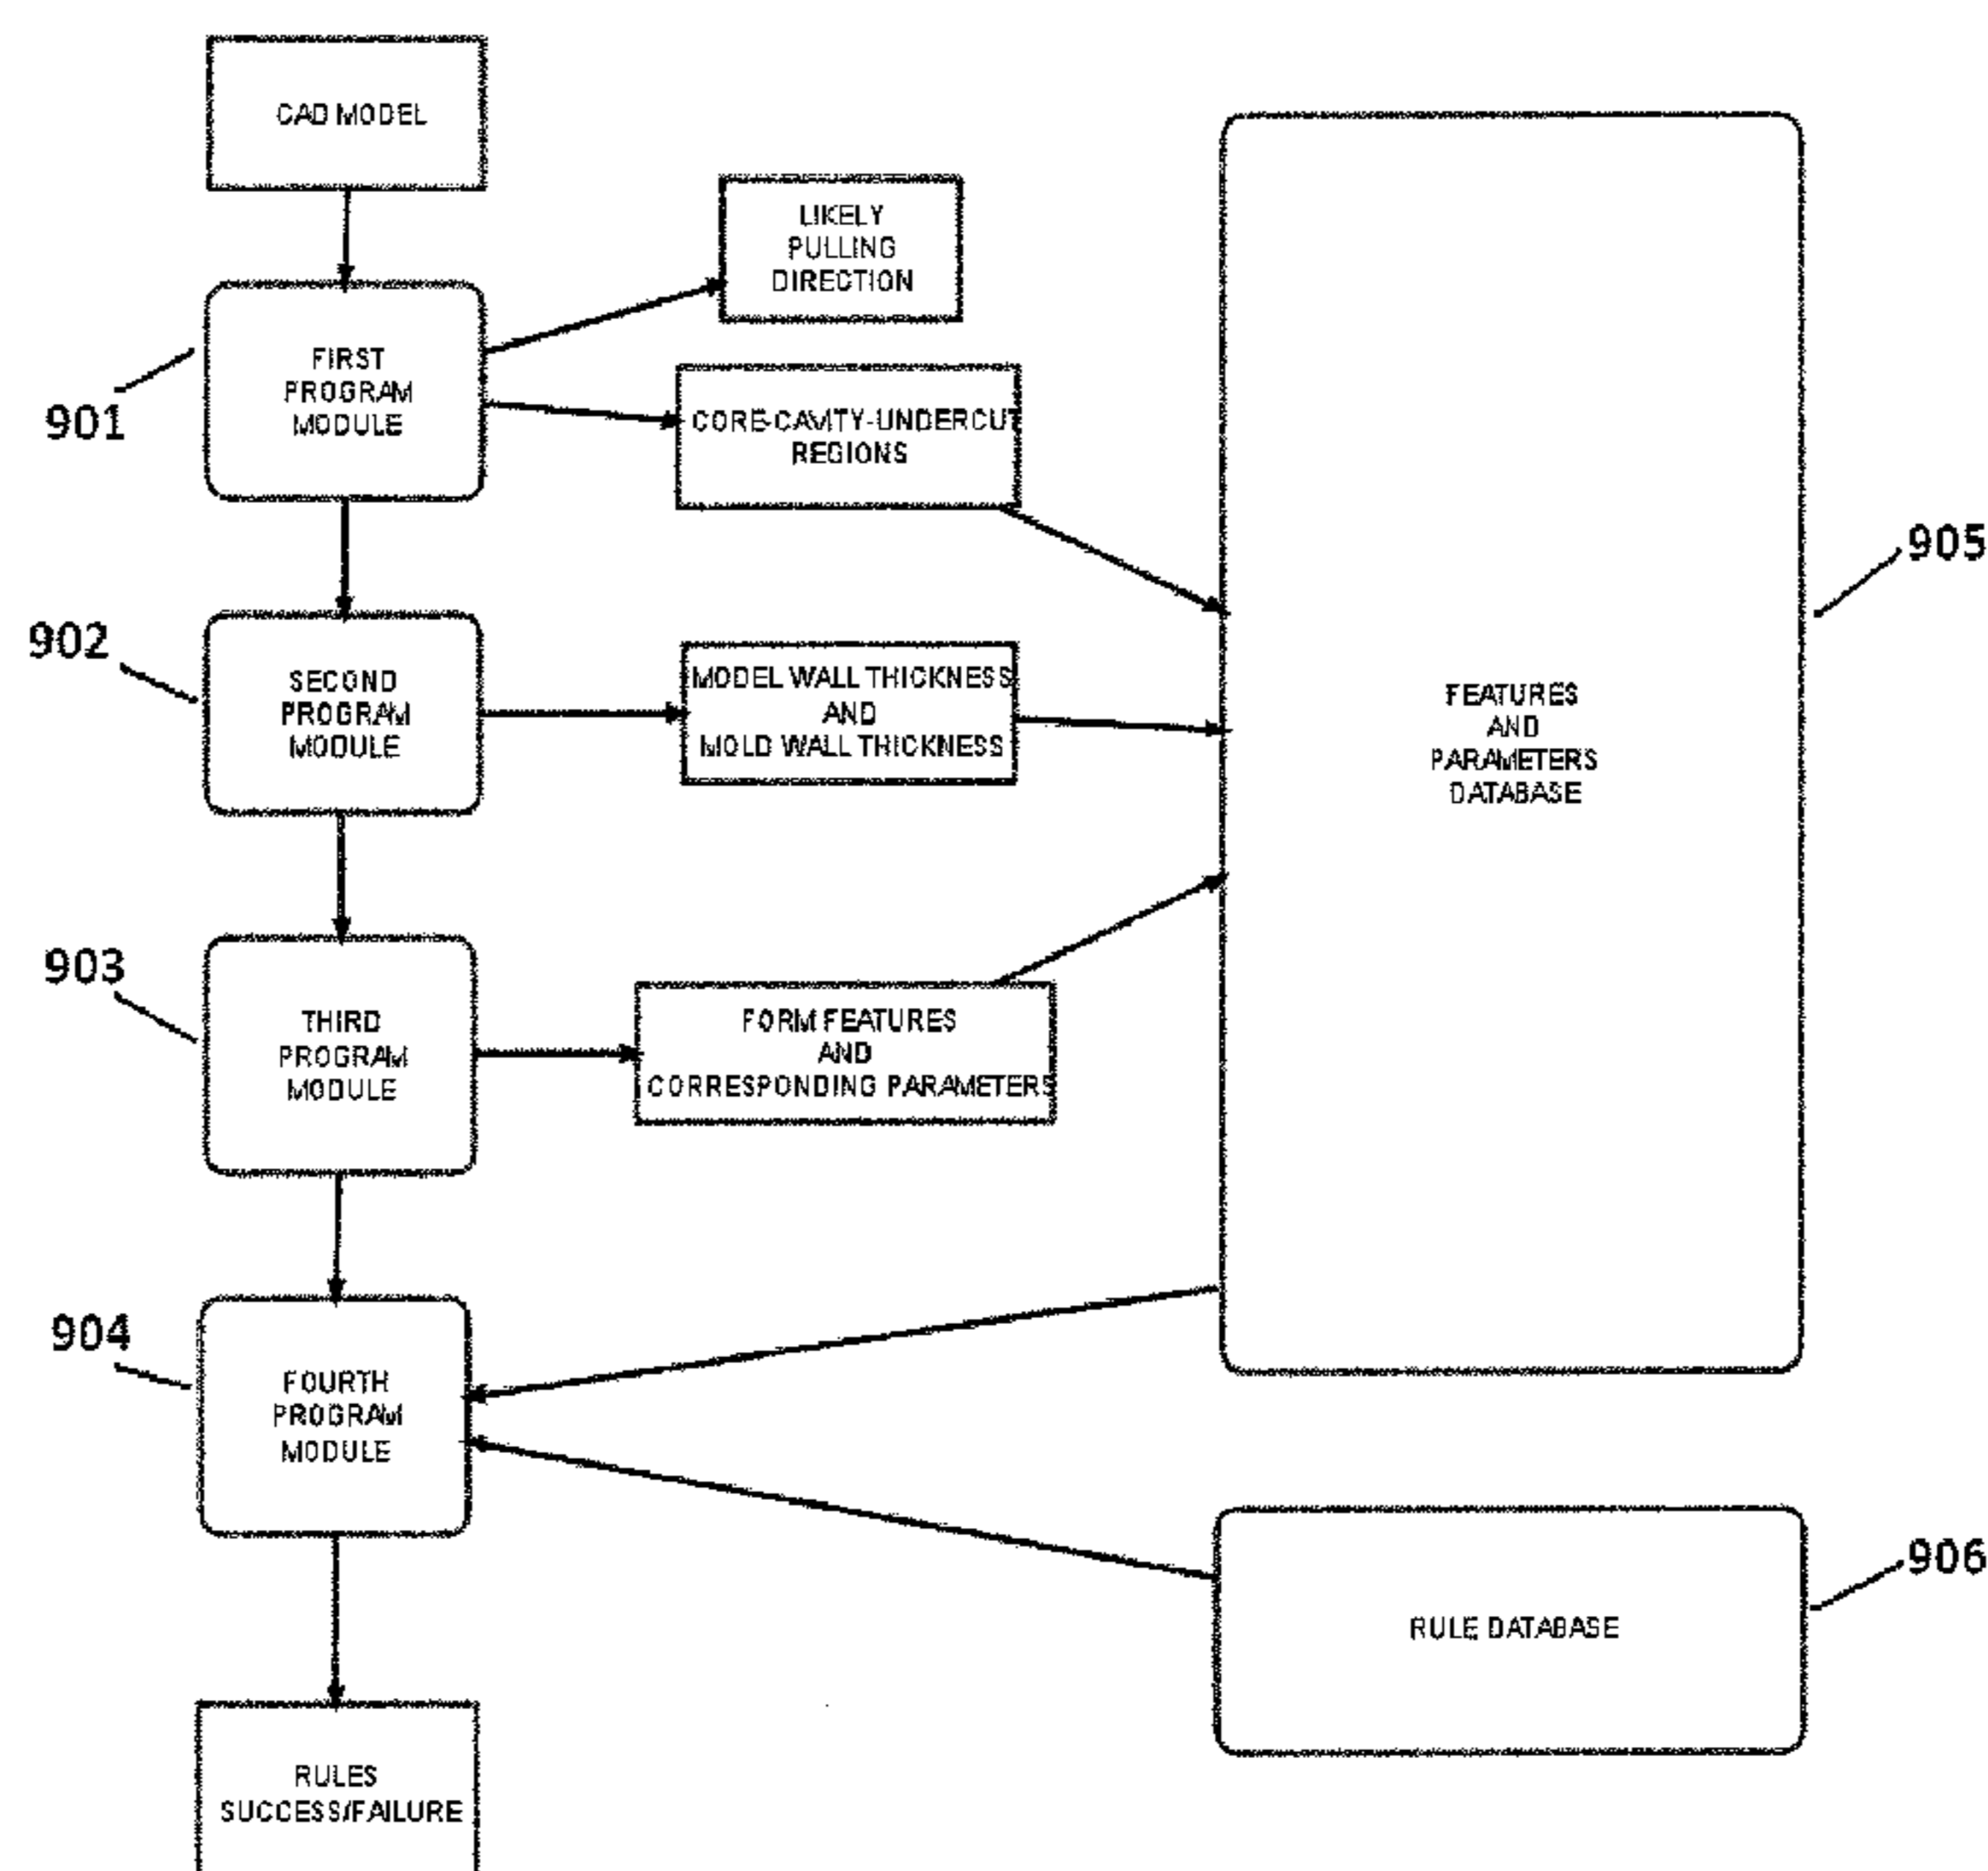 CAD MODEL
LIKELY
PULLING
DIRECTION
FIRST
PROGRAM
MODULE
901
CORE-CAVITY-UNDERCUT
REGIONS
905
902
SECOND
PROGRAM
MODULE
MODEL WALL THICKNESS
AND
MOLD WALL THICKNESS
FEATURES
AND
PARAMETERS
DATABASE
903
THIRD
PROGRAM
MODULE
FORM FEATURES
AND
CORRESPONDING PARAMETERS
904
FOURTH
PROGRAM
MODULE
906
RULE DATABASE
RULES
SUCCESS/FAILURE